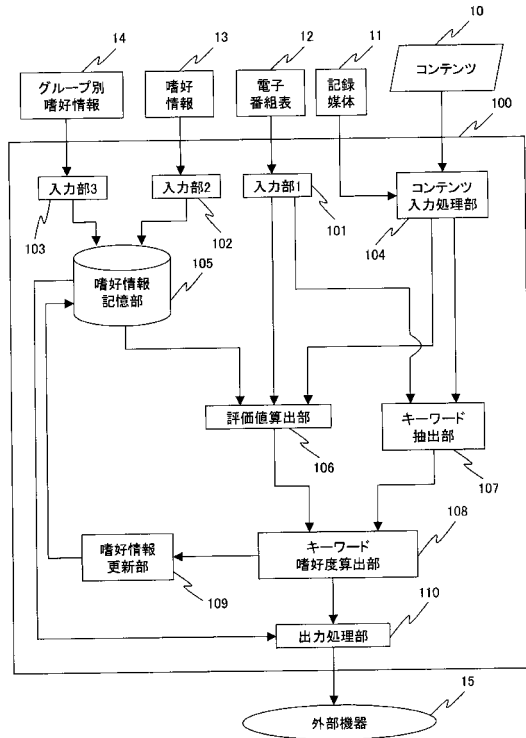 14
13
12
11
10
グループ別
嗜好情報
嗜好
情報
電子
番組表
記録
媒体
コンテンツ
100
入力部3
入力部2
入力部1
コンテンツ
入力処理部
103
102
101
104
嗜好情報
記憶部
105
評価値算出部
キーワード
抽出部
106
107
嗜好情報
更新部
キーワード
嗜好度算出部
108
109
110
出力処理部
15
外部機器